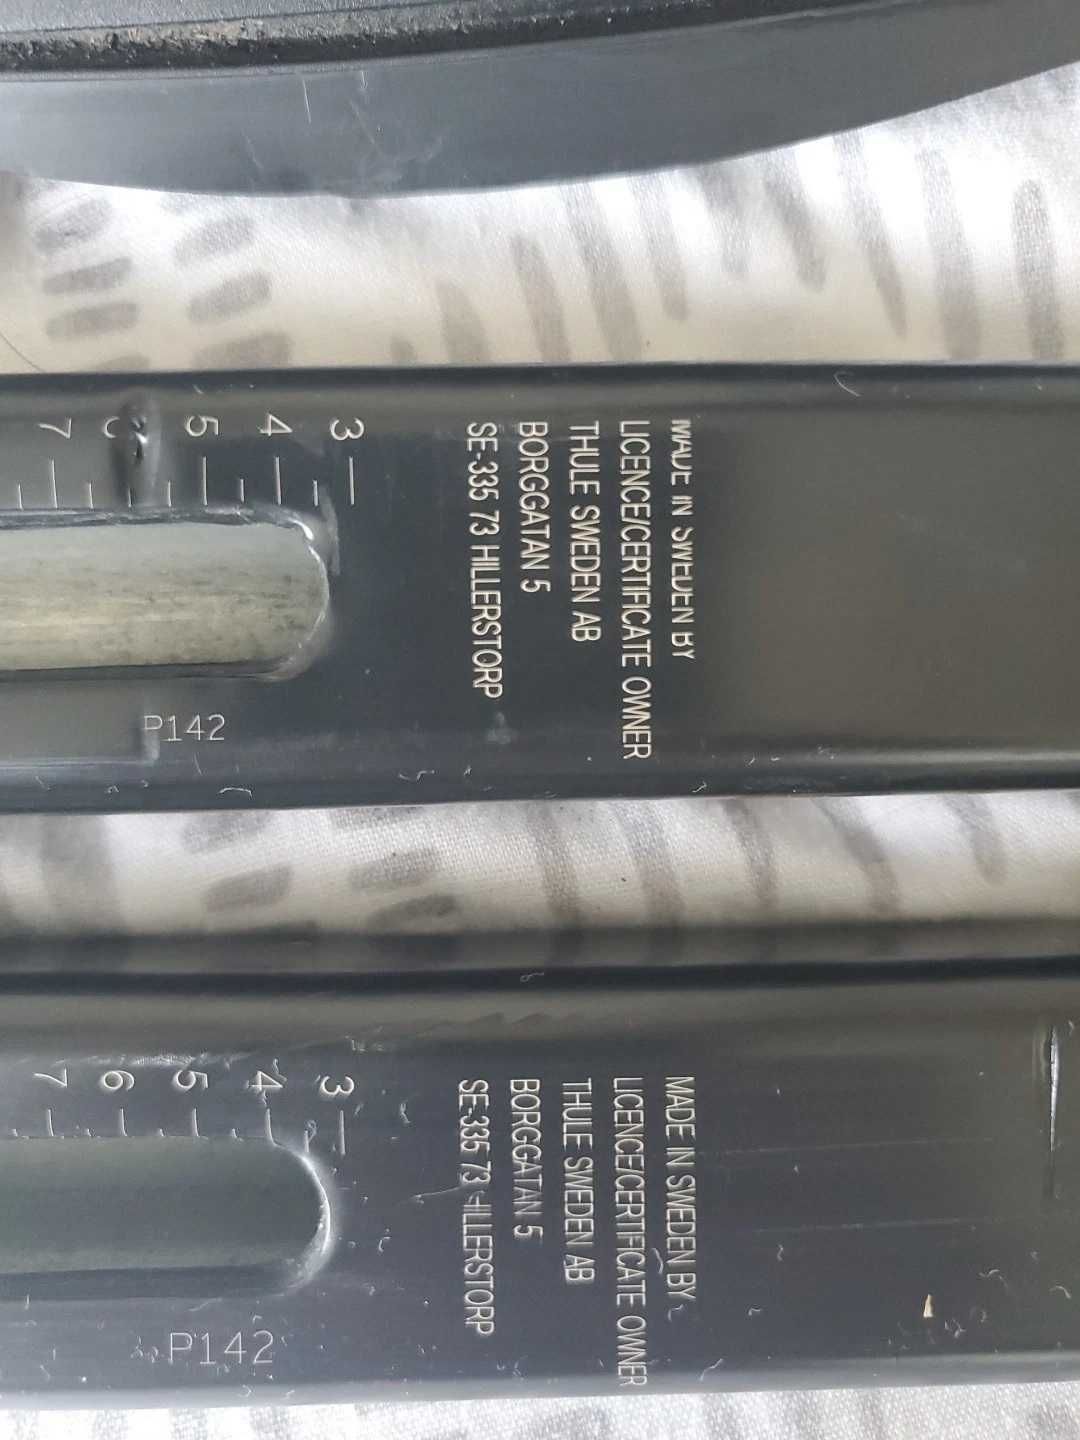 MADE IN SWEDEN BY
LICENCE/CERTIFICATE OWNER
THULE SWEDEN AB
BORGGATAN 5
SE-335 73 HILLERSTORP
3
4
5
7
P142
MADE IN SWEDEN BY
LICENCE/CERTIFICATE OWNER
THULE SWEDEN AB
BORGGATAN 5
SE-335 73 HILLERSTORP
3
4
5
6
7
P142